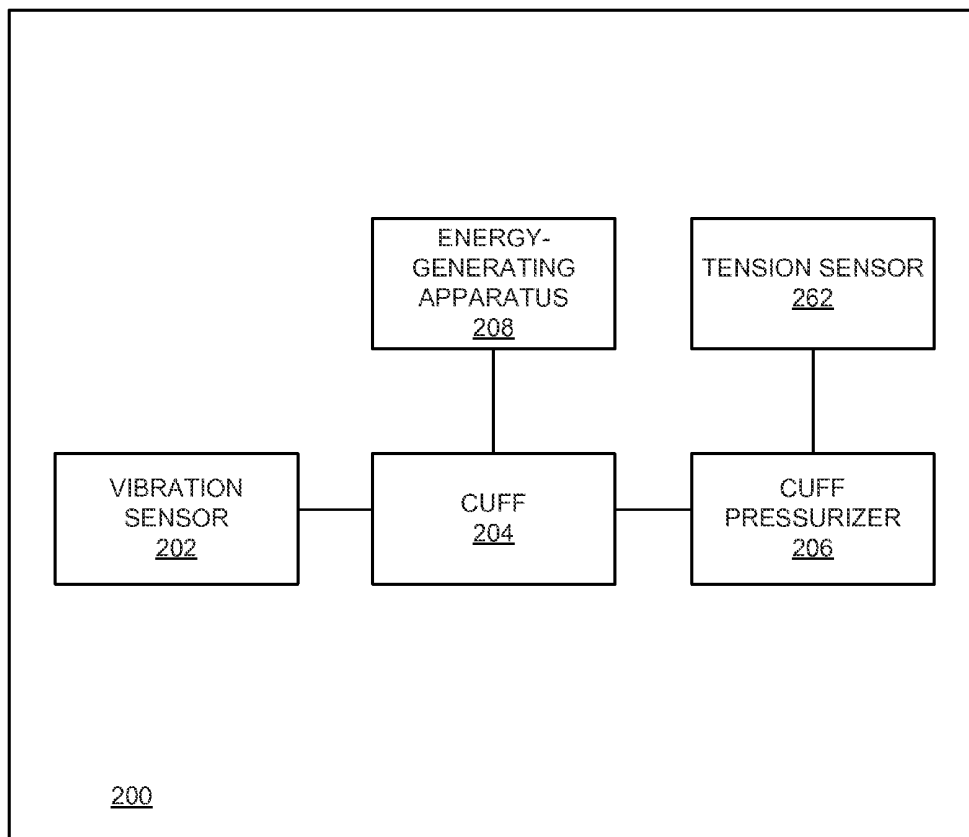 ENERGY-
GENERATING
APPARATUS
208
TENSION SENSOR
262
VIBRATION
SENSOR
202
CUFF
204
CUFF
PRESSURIZER
206
200